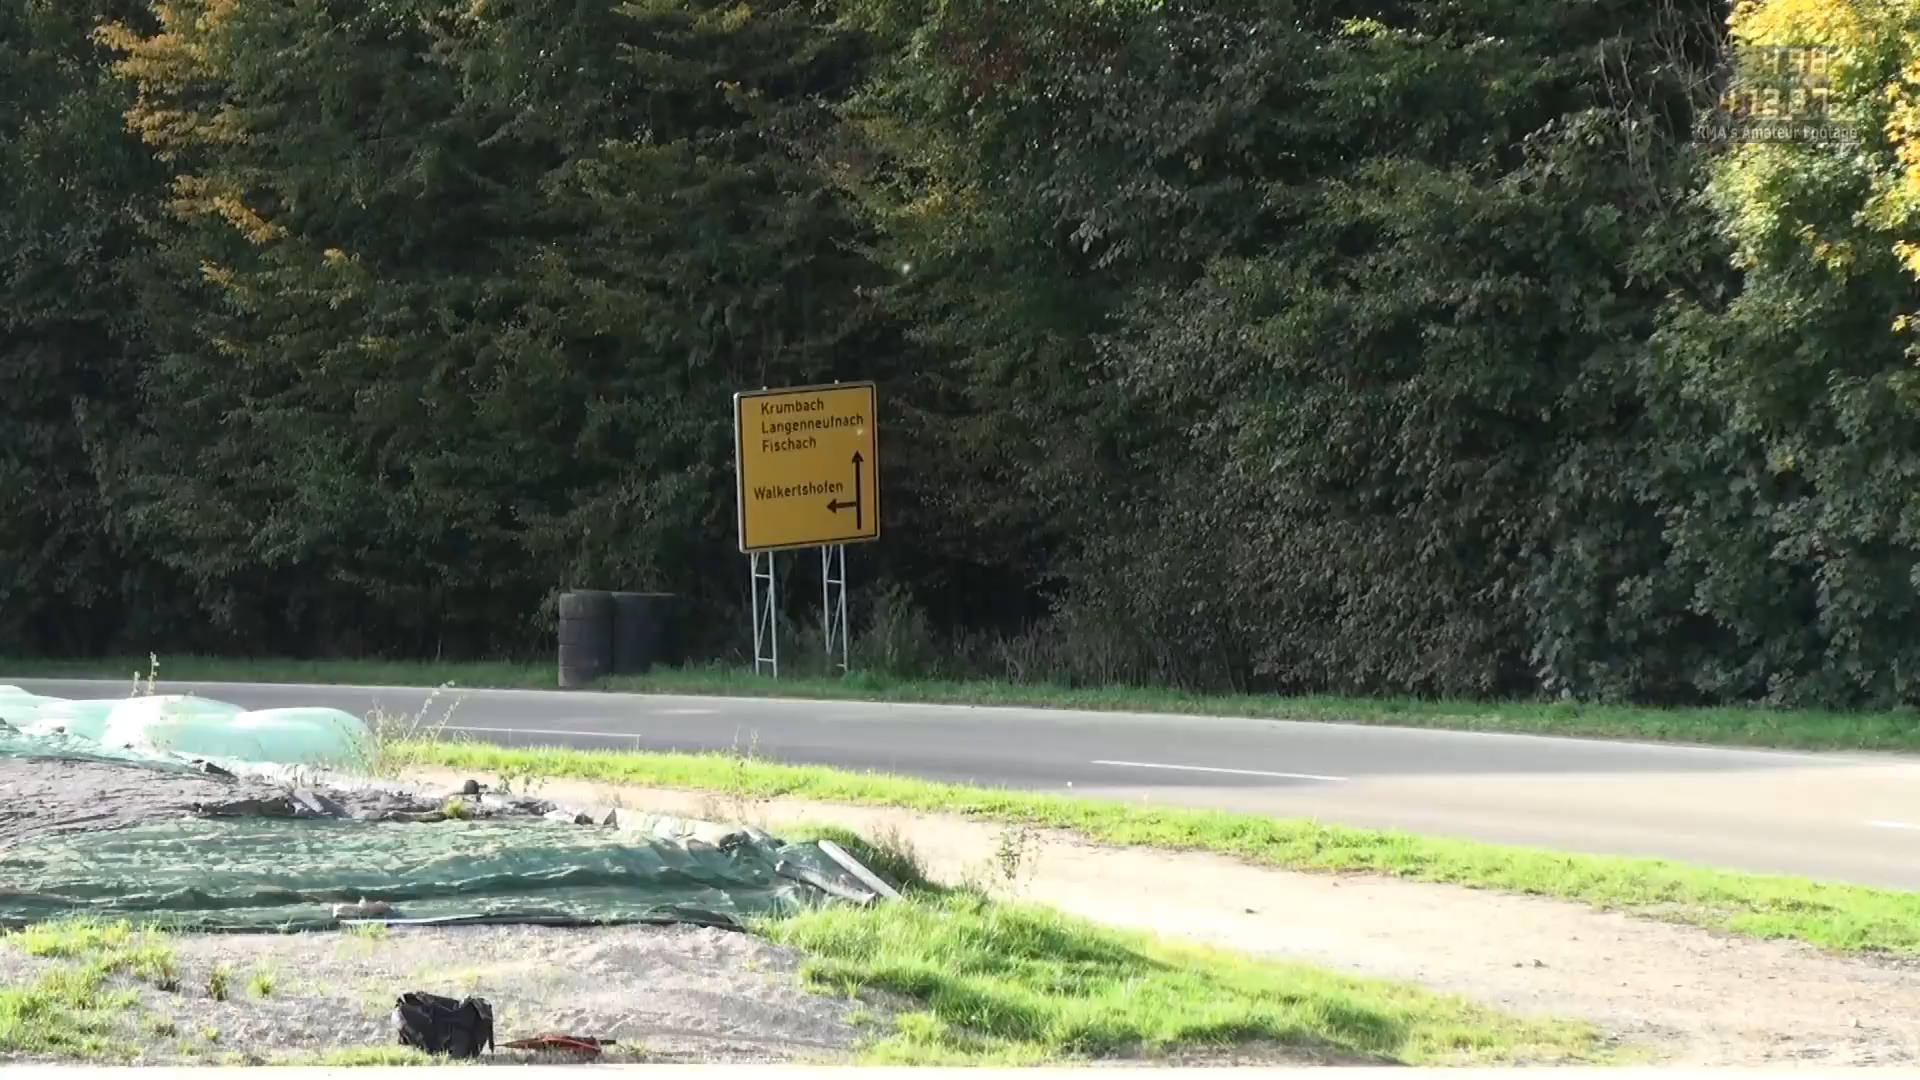 Krumbach
Langenneufnach
Fischach
Walkertshofen
RMA's Amateur Footage